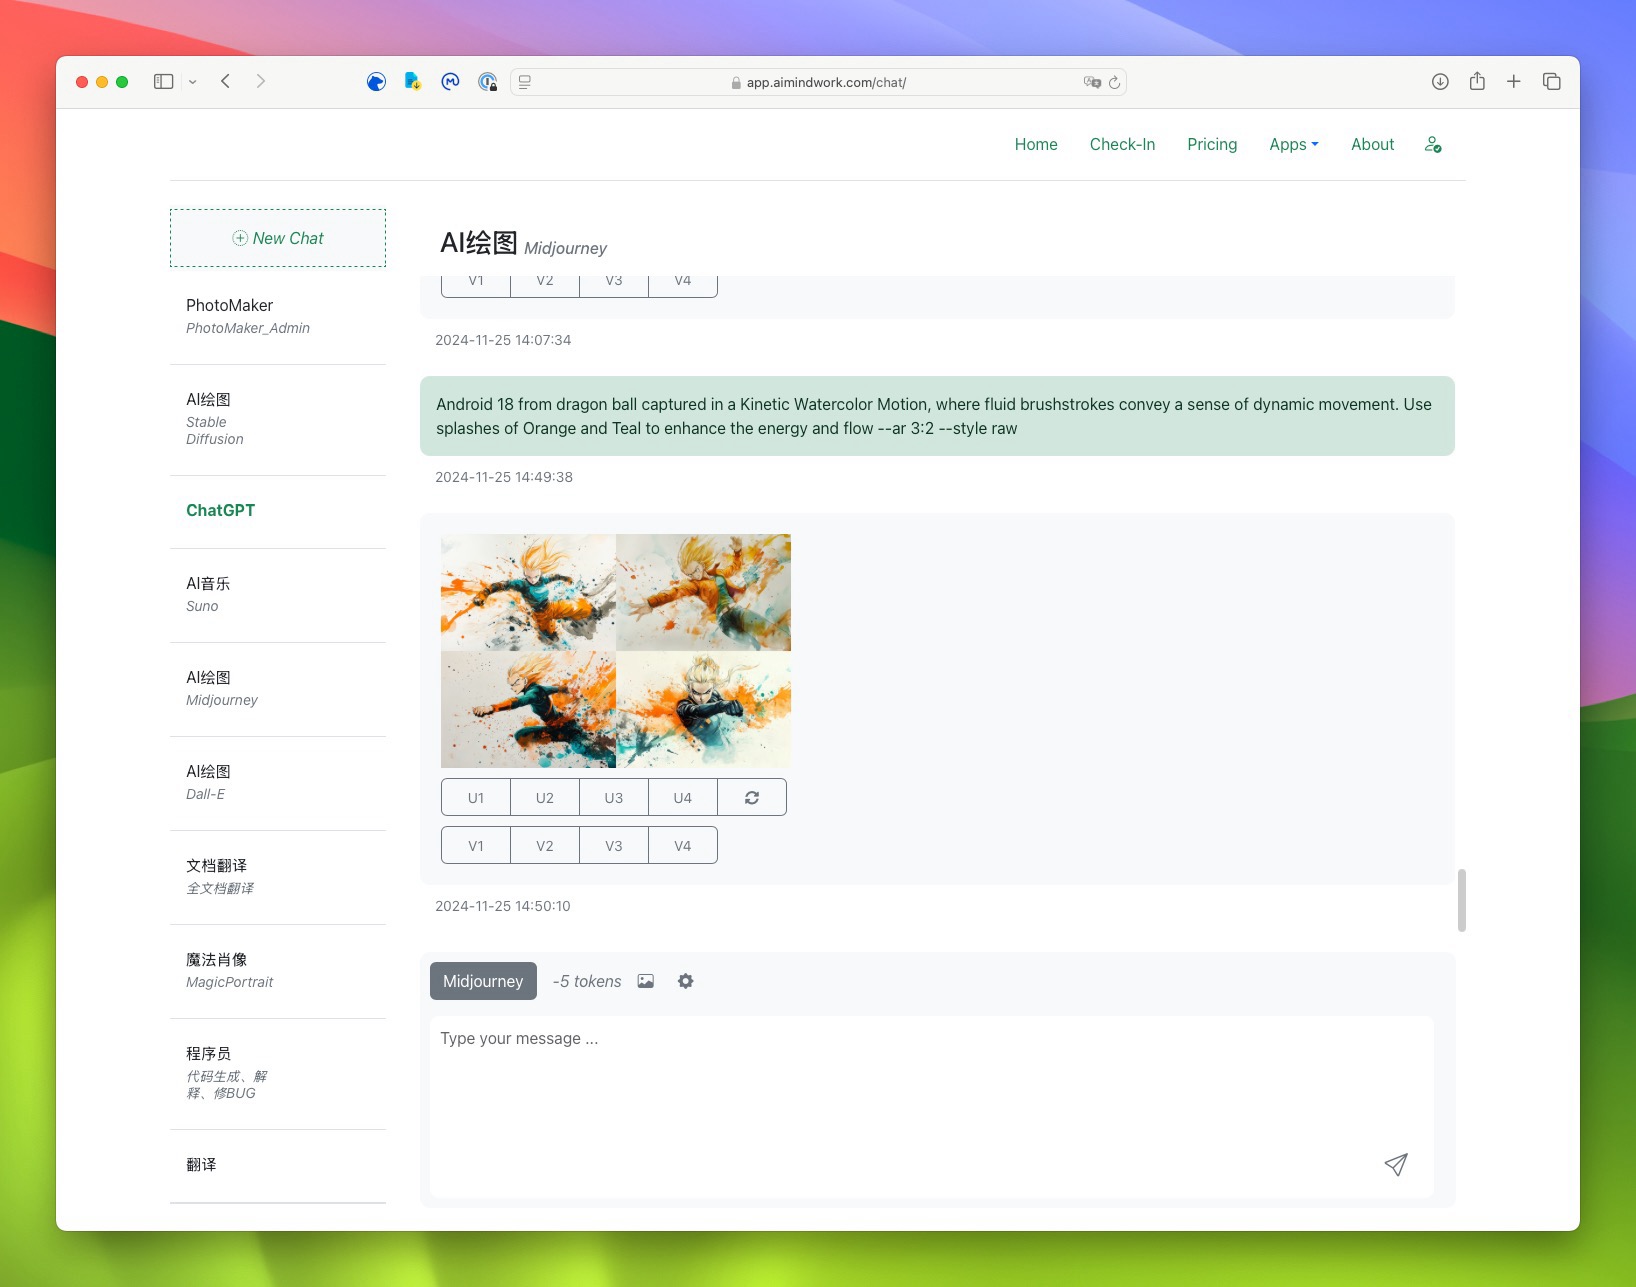 app.aimindwork.com/chat/
Home Check-In Pricing Apps About
New Chat
PhotoMaker
PhotoMaker_Admin
AI绘图
Stable
Diffusion
ChatGPT
AI音乐
Suno
AI绘图
Midjourney
AI绘图
Dall-E
文档翻译
全文档翻译
魔法肖像
MagicPortrait
程序员
代码生成、解
释、修BUG
翻译
AI绘图 Midjourney
V1 V2 V3 V4
2024-11-25 14:07:34
Android 18 from dragon ball captured in a Kinetic Watercolor Motion, where fluid brushstrokes convey a sense of dynamic movement. Use
splashes of Orange and Teal to enhance the energy and flow --ar 3:2 --style raw
2024-11-25 14:49:38
U1 U2 U3 U4
V1 V2 V3 V4
2024-11-25 14:50:10
Midjourney -5 tokens
Type your message ...